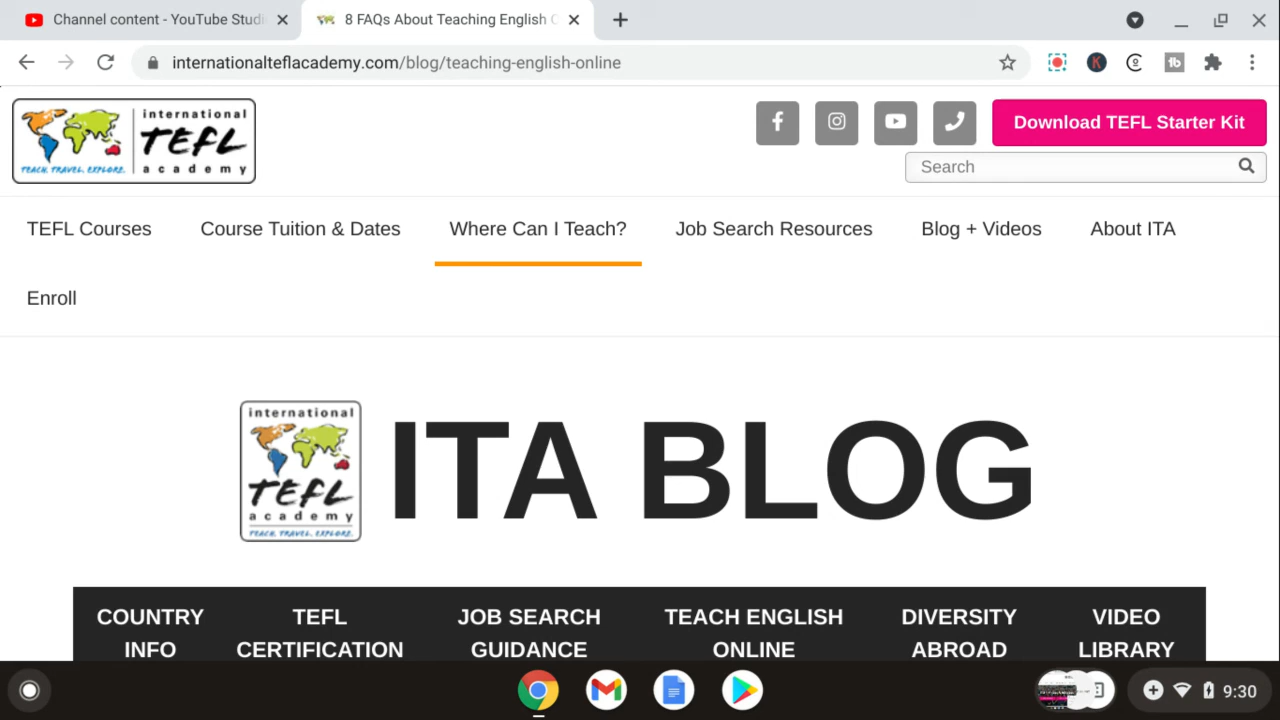 Channel content - YouTube Studi
8 FAQs About Teaching English O
internationalteflacademy.com/blog/teaching-english-online
international
TEFL
academy
TEACH. TRAVEL. EXPLORE.
Download TEFL Starter Kit
Search
TEFL Courses
Course Tuition & Dates
Where Can I Teach?
Job Search Resources
Blog + Videos
About ITA
Enroll
international
TEFL
academy
TEACH. TRAVEL. EXPLORE.
ITA BLOG
COUNTRY
INFO
TEFL
CERTIFICATION
JOB SEARCH
GUIDANCE
TEACH ENGLISH
ONLINE
DIVERSITY
ABROAD
VIDEO
LIBRARY
9:30